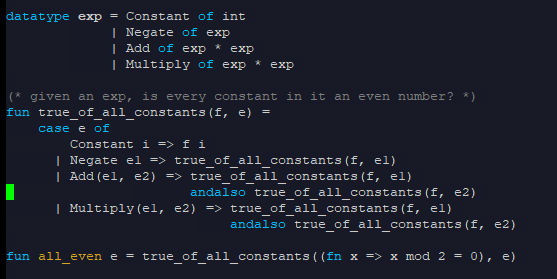 datatype exp = Constant of int
             | Negate of exp
             | Add of exp * exp
             | Multiply of exp * exp
(* given an exp, is every constant in it an even number? *)
fun true_of_all_constants(f, e) =
    case e of
        Constant i => f i
      | Negate e1 => true_of_all_constants(f, e1)
      | Add(e1, e2) => true_of_all_constants(f, e1)
                       andalso true_of_all_constants(f, e2)
      | Multiply(e1, e2) => true_of_all_constants(f, e1)
                            andalso true_of_all_constants(f, e2)
fun all_even e = true_of_all_constants((fn x => x mod 2 = 0), e)